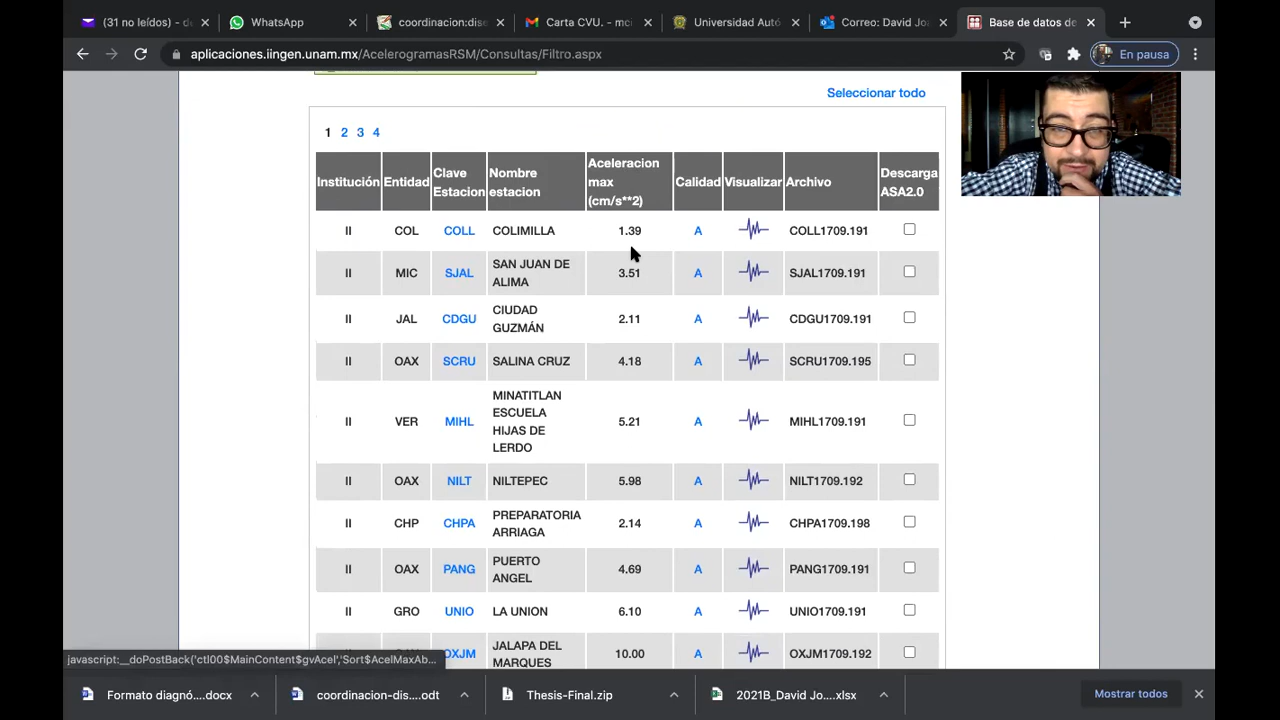 (31 no leídos) - de
WhatsApp
coordinacion:dise
Carta CVU. - mci
Universidad Autó
Correo: David Jo
Base de datos de
aplicaciones.iingen.unam.mx/AcelerogramasRSM/Consultas/Filtro.aspx
En pausa
Seleccionar todo
1 2 3 4
Institución Entidad Clave Estacion Nombre estacion Aceleracion max (cm/s**2) Calidad Visualizar Archivo Descarga ASA2.0
II COL COLL COLIMILLA 1.39 A COLL1709.191
II MIC SJAL SAN JUAN DE ALIMA 3.51 A SJAL1709.191
II JAL CDGU CIUDAD GUZMÁN 2.11 A CDGU1709.191
II OAX SCRU SALINA CRUZ 4.18 A SCRU1709.195
II VER MIHL MINATITLAN ESCUELA HIJAS DE LERDO 5.21 A MIHL1709.191
II OAX NILT NILTEPEC 5.98 A NILT1709.192
II CHP CHPA PREPARATORIA ARRIAGA 2.14 A CHPA1709.198
II OAX PANG PUERTO ANGEL 4.69 A PANG1709.191
II GRO UNIO LA UNION 6.10 A UNIO1709.191
OXJM JALAPA DEL MARQUES 10.00 A OXJM1709.192
javascript:__doPostBack('ctl00$MainContent$gvAcel','Sort$AcelMaxAb...
Formato diagnó....docx
coordinacion-dis....odt
Thesis-Final.zip
2021B_David Jo....xlsx
Mostrar todos